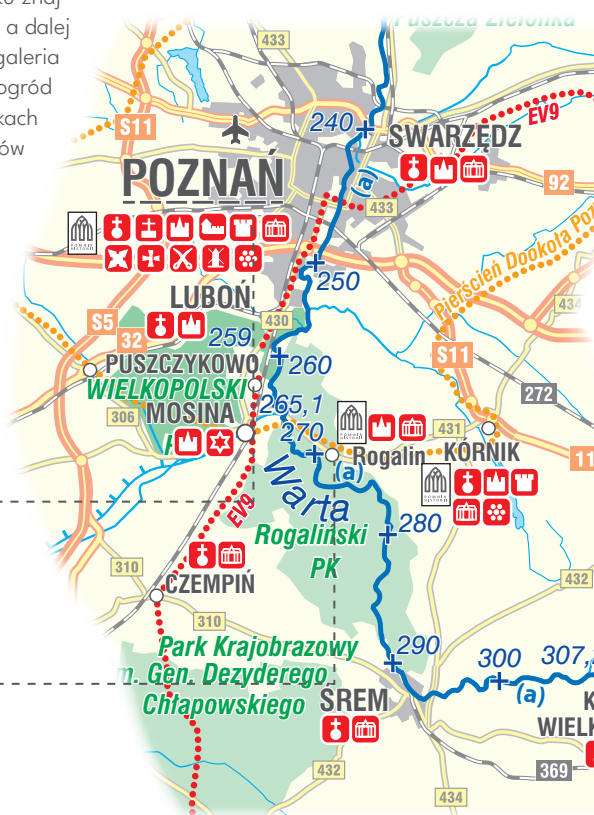 a dalej
galeria
ogród
kach
ów
Puszcza Zielonka
433
S11
240
SWARZĘDZ
EV9
POZNAŃ
(a)
92
433
250
Pierścień Dookoła Poz
LUBOŃ
S5
32
259
430
434
260
S11
PUSZCZYKOWO
WIELKOPOLSKI
272
306
MOSINA
265,1
270
431
Rogalin
KÓRNIK
11
(a)
Warta
EV9
280
Rogaliński
PK
310
CZEMPIŃ
432
310
Park Krajobrazowy
m. Gen. Dezyderego
Chłapowskiego
290
300
307,
(a)
ŚREM
K
WIELK
432
369
434